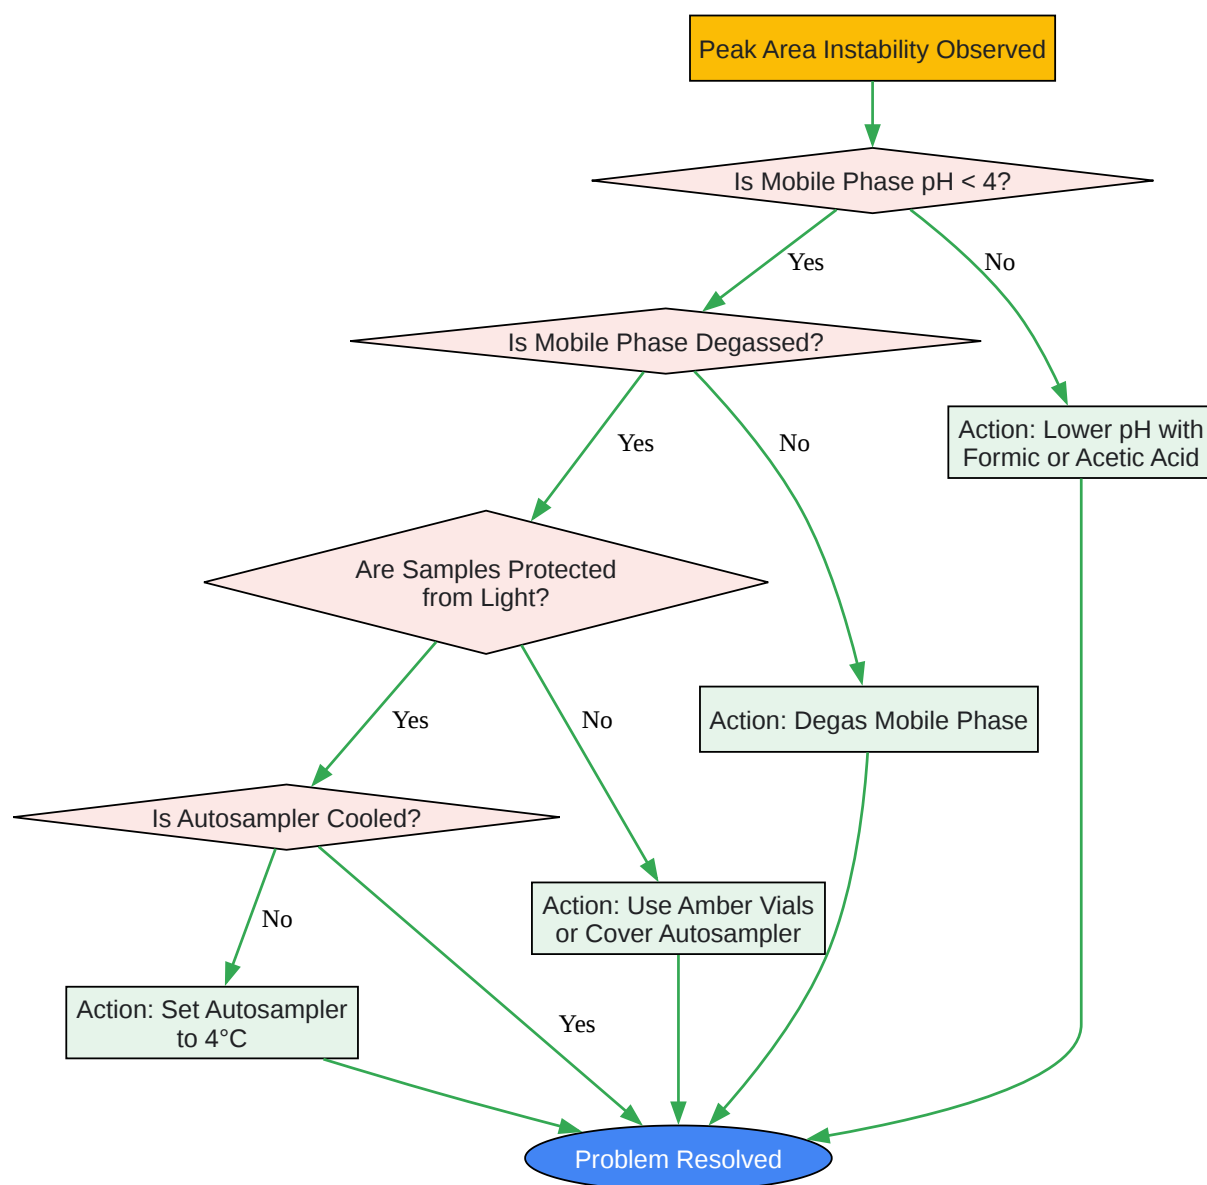 Peak Area Instability Observed
Is Mobile Phase pH < 4?
Yes
No
Is Mobile Phase Degassed?
Action: Lower pH with
Formic or Acetic Acid
Yes
No
Are Samples Protected
from Light?
Yes
No
Action: Degas Mobile Phase
Is Autosampler Cooled?
No
Action: Use Amber Vials
or Cover Autosampler
Action: Set Autosampler
to 4°C
Yes
Problem Resolved